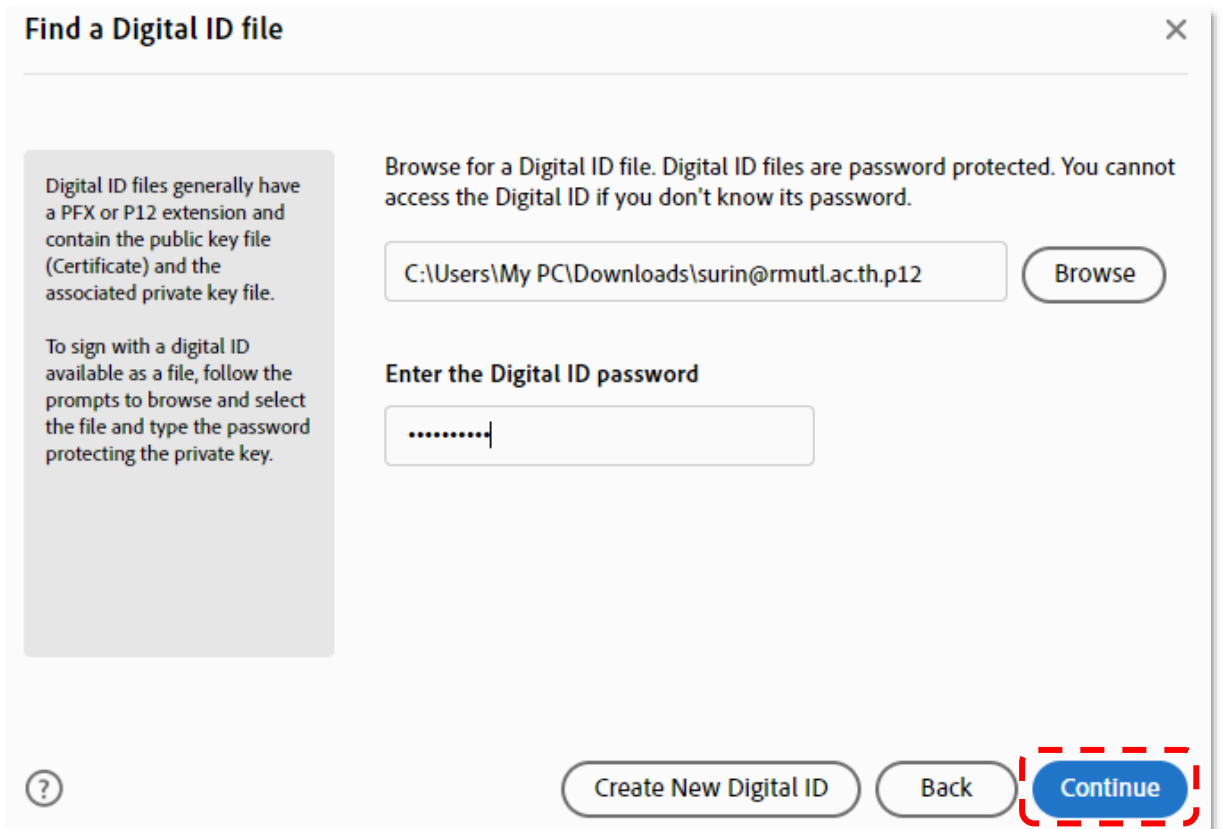 Find a Digital ID file
Digital ID files generally have
a PFX or P12 extension and
contain the public key file
(Certificate) and the
associated private key file.
To sign with a digital ID
available as a file, follow the
prompts to browse and select
the file and type the password
protecting the private key.
Browse for a Digital ID file. Digital ID files are password protected. You cannot
access the Digital ID if you don't know its password.
C:\Users\My PC\Downloads\surin@rmutl.ac.th.p12
Browse
Enter the Digital ID password
••••••••••
?
Create New Digital ID
Back
Continue